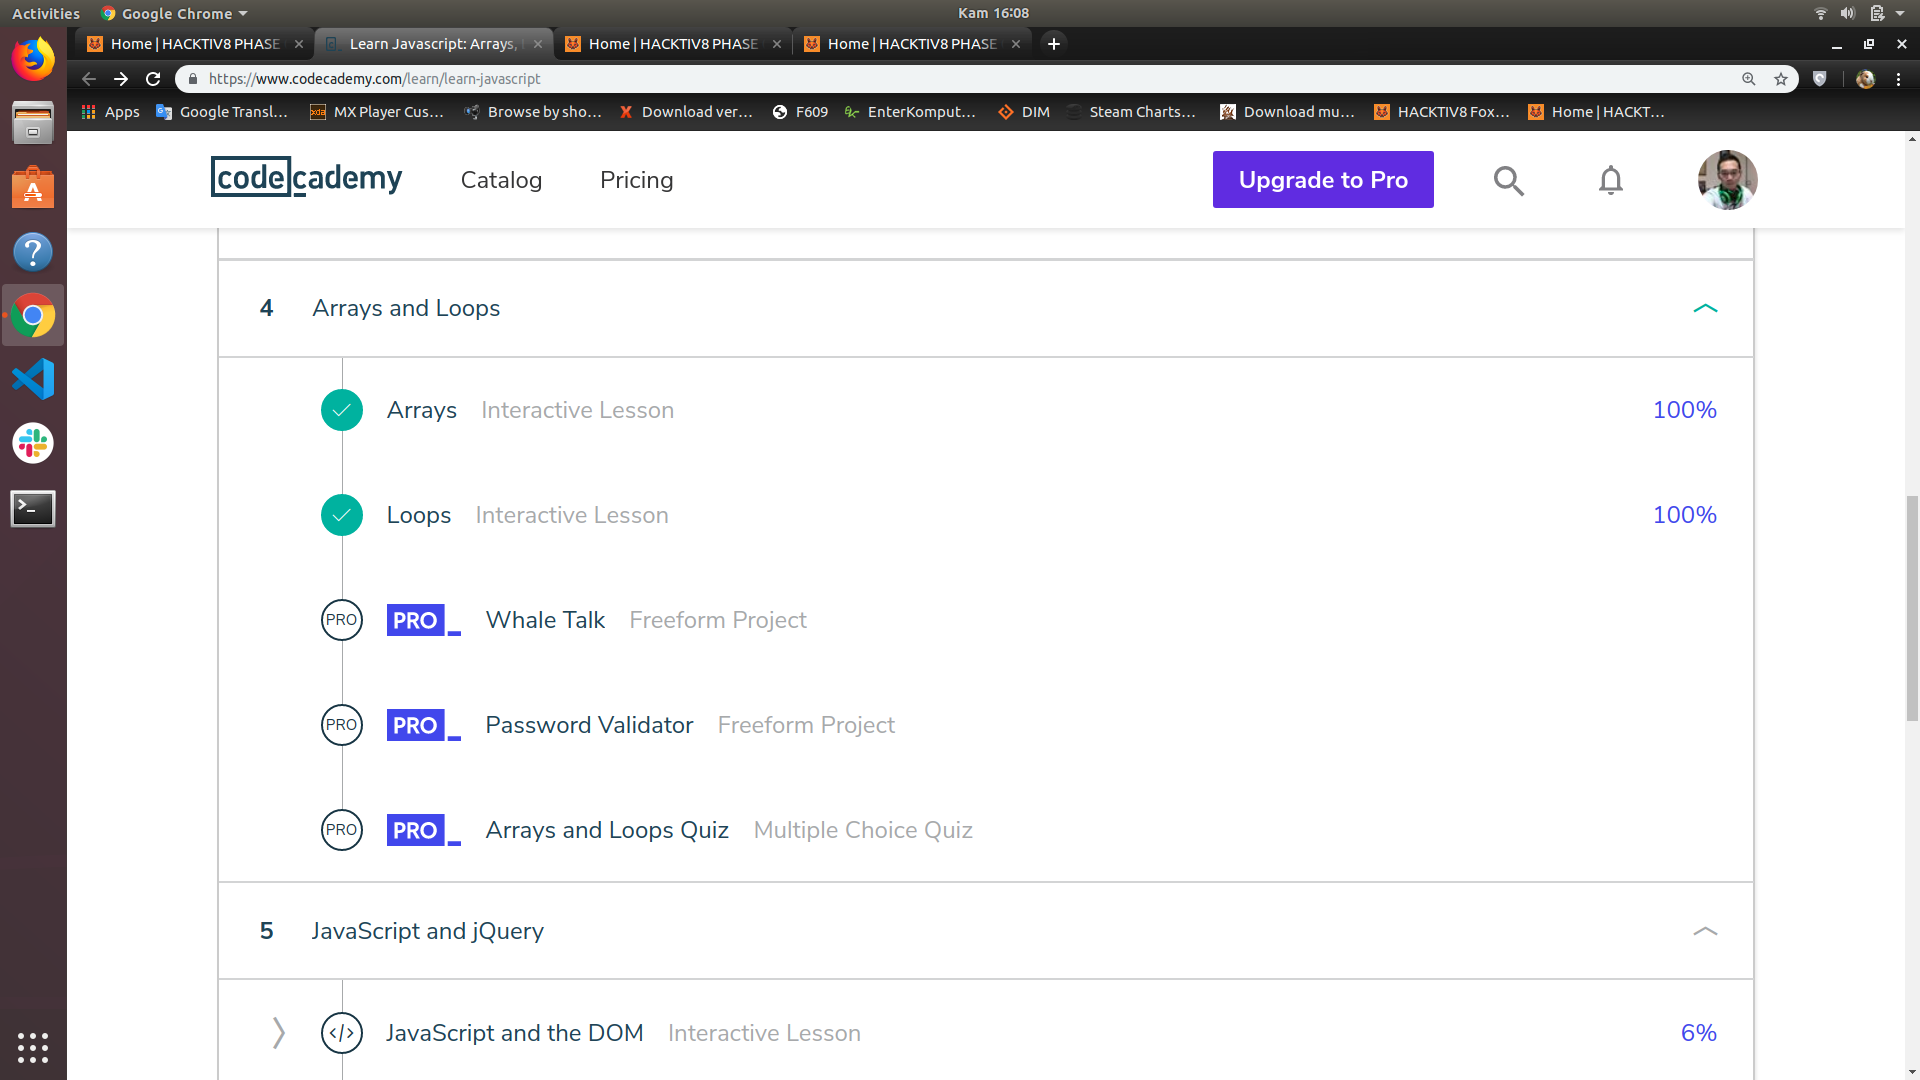 Activities Google Chrome Kam 16:08
Home | HACKTIV8 PHASE Learn Javascript: Arrays, Home | HACKTIV8 PHASE Home | HACKTIV8 PHASE
https://www.codecademy.com/learn/learn-javascript
Apps Google Transl... MX Player Cus... Browse by sho... Download ver... F609 EnterKomput... DIM Steam Charts... Download mu... HACKTIV8 Fox... Home | HACKT...
codecademy Catalog Pricing Upgrade to Pro
4 Arrays and Loops
Arrays Interactive Lesson 100%
Loops Interactive Lesson 100%
PRO PRO_ Whale Talk Freeform Project
PRO PRO_ Password Validator Freeform Project
PRO PRO_ Arrays and Loops Quiz Multiple Choice Quiz
5 JavaScript and jQuery
</> JavaScript and the DOM Interactive Lesson 6%